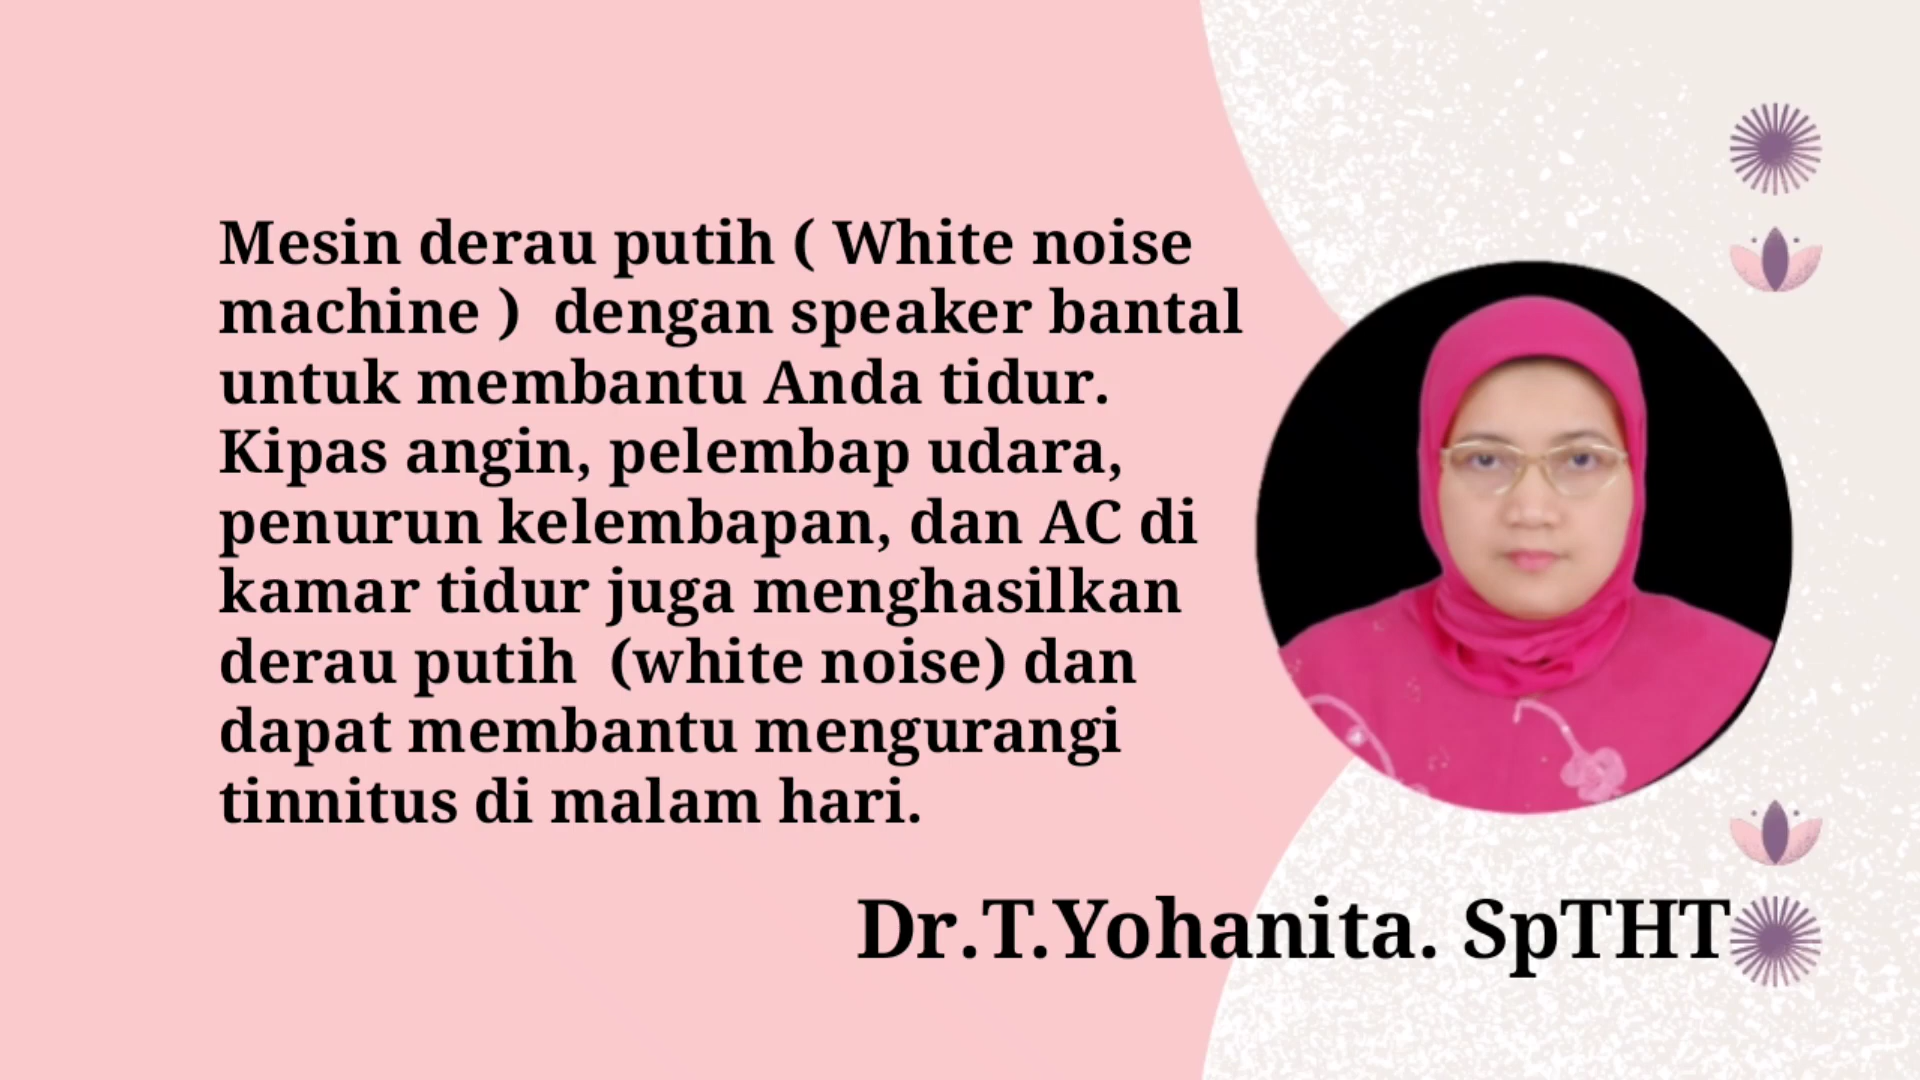 Mesin derau putih ( White noise
machine )  dengan speaker bantal
untuk membantu Anda tidur.
Kipas angin, pelembap udara,
penurun kelembapan, dan AC di
kamar tidur juga menghasilkan
derau putih  (white noise) dan
dapat membantu mengurangi
tinnitus di malam hari.
Dr.T.Yohanita. SpTHT